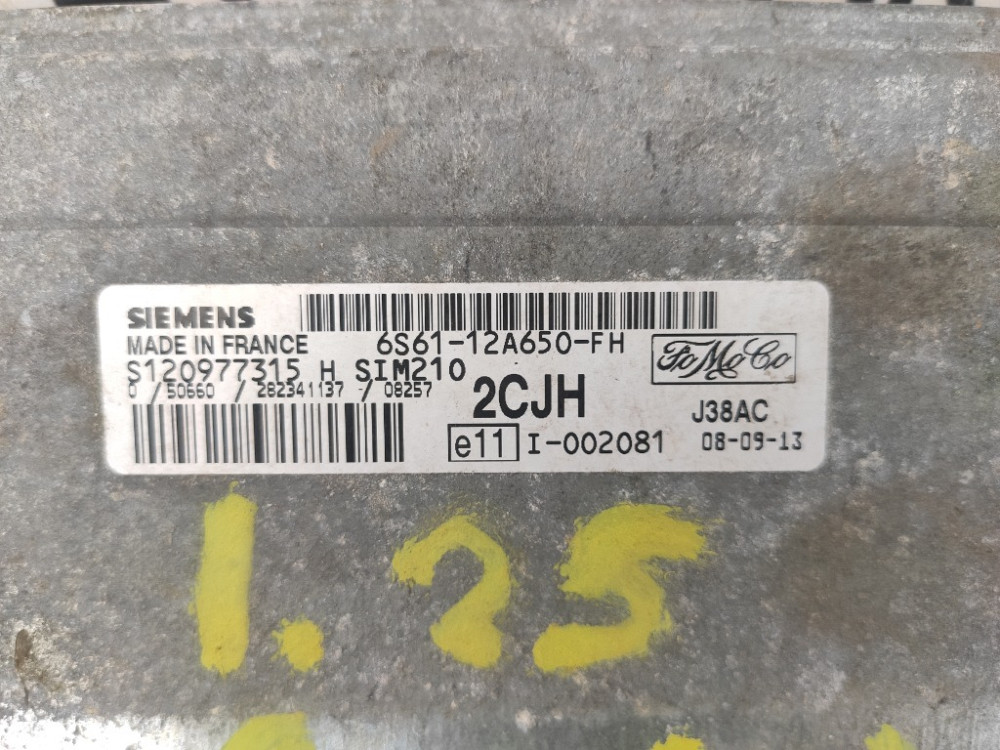 SIEMENS
MADE IN FRANCE 6S61-12A650-FH
FoMoCo
S120977315 H SIM210
0 / 50660 / 282341137 / 08257
2CJH J38AC
e11 I-002081 08-09-13
1.25